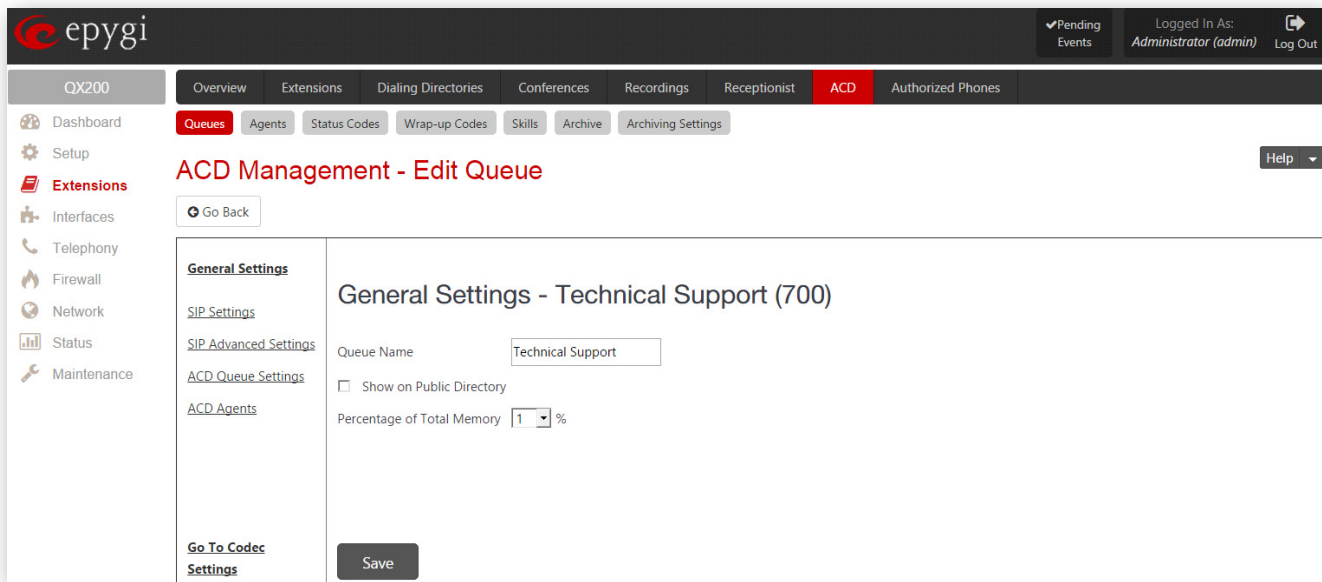 epygi
Pending
Events
Logged In As:
Administrator (admin)
Log Out
QX200
Overview Extensions Dialing Directories Conferences Recordings Receptionist ACD Authorized Phones
Dashboard
Setup
Extensions
Interfaces
Telephony
Firewall
Network
Status
Maintenance
Queues Agents Status Codes Wrap-up Codes Skills Archive Archiving Settings
Help
ACD Management - Edit Queue
Go Back
General Settings
SIP Settings
SIP Advanced Settings
ACD Queue Settings
ACD Agents
Go To Codec
Settings
General Settings - Technical Support (700)
Queue Name Technical Support
Show on Public Directory
Percentage of Total Memory 1 %
Save